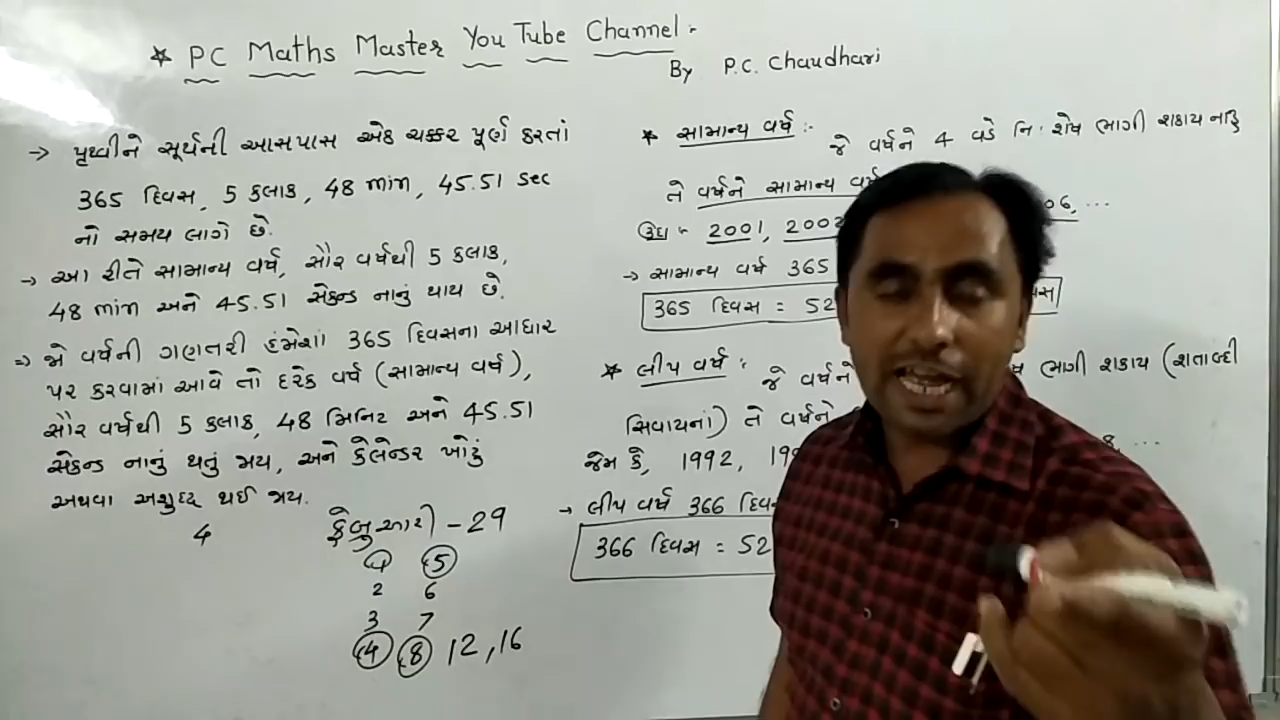 * PC Maths Master You Tube Channel :-
By P.C. Chaudhari
→ પૃથ્વીને સૂર્યની આસપાસ એક ચક્કર પૂર્ણ કરતાં
365 દિવસ, 5 કલાક, 48 મીન, 45.51 Sec
નો સમય લાગે છે.
→ આ રીતે સામાન્ય વર્ષ, સૌર વર્ષથી 5 કલાક,
48 મીન અને 45.51 સેકન્ડ નાનું થાય છે.
→ જો વર્ષની ગણતરી હંમેશાં 365 દિવસના આધાર
પર કરવામાં આવે તો દરેક વર્ષ (સામાન્ય વર્ષ),
સૌર વર્ષથી 5 કલાક, 48 મિનિટ અને 45.51
સેકન્ડ નાનું થતું જાય, અને કેલેન્ડર ખોટું
અથવા અશુદ્ધ થઈ જાય.
4
ફેબ્રુઆરી - 29
1 5
2 6
3 7
4 8 12, 16
* સામાન્ય વર્ષ :- જે વર્ષને 4 વડે નિ:શેષ ભાગી શકાય નહિ
તે વર્ષને સામાન્ય વર્ષ
ઉદા :- 2001, 2002 06, ...
→ સામાન્ય વર્ષ 365
365 દિવસ = 52
* લીપ વર્ષ :- જે વર્ષને ભાગી શકાય (શતાબ્દી
સિવાયનાં) તે વર્ષને
જેમ કે, 1992, 19 ...
→ લીપ વર્ષ 366
366 દિવસ = 52